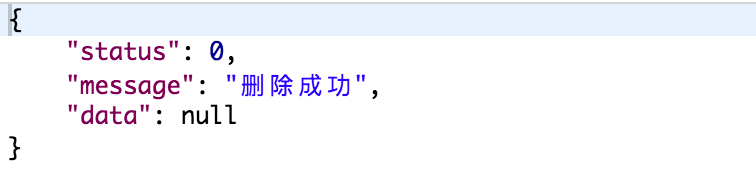 {
    "status": 0,
    "message": "删除成功",
    "data": null
}